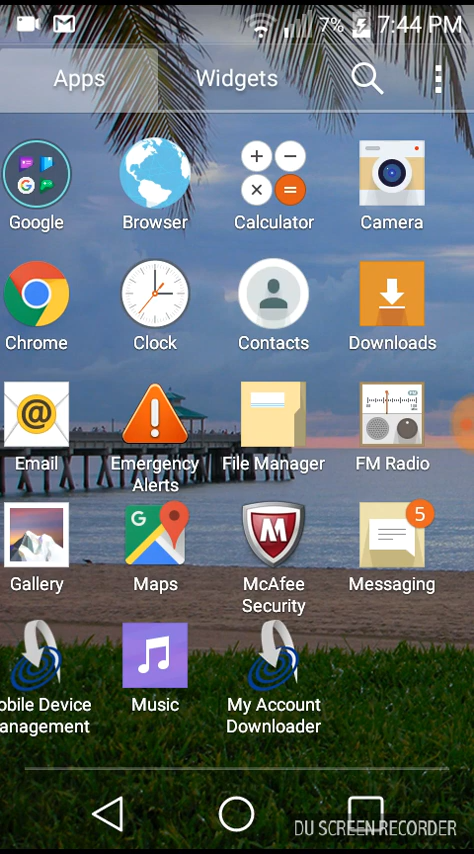 7% 7:44 PM
Apps Widgets
Google Browser Calculator Camera
Chrome Clock Contacts Downloads
@
Email Emergency Alerts File Manager FM Radio
G 5
Gallery Maps McAfee Security Messaging
obile Device anagement Music My Account Downloader
DU SCREEN RECORDER